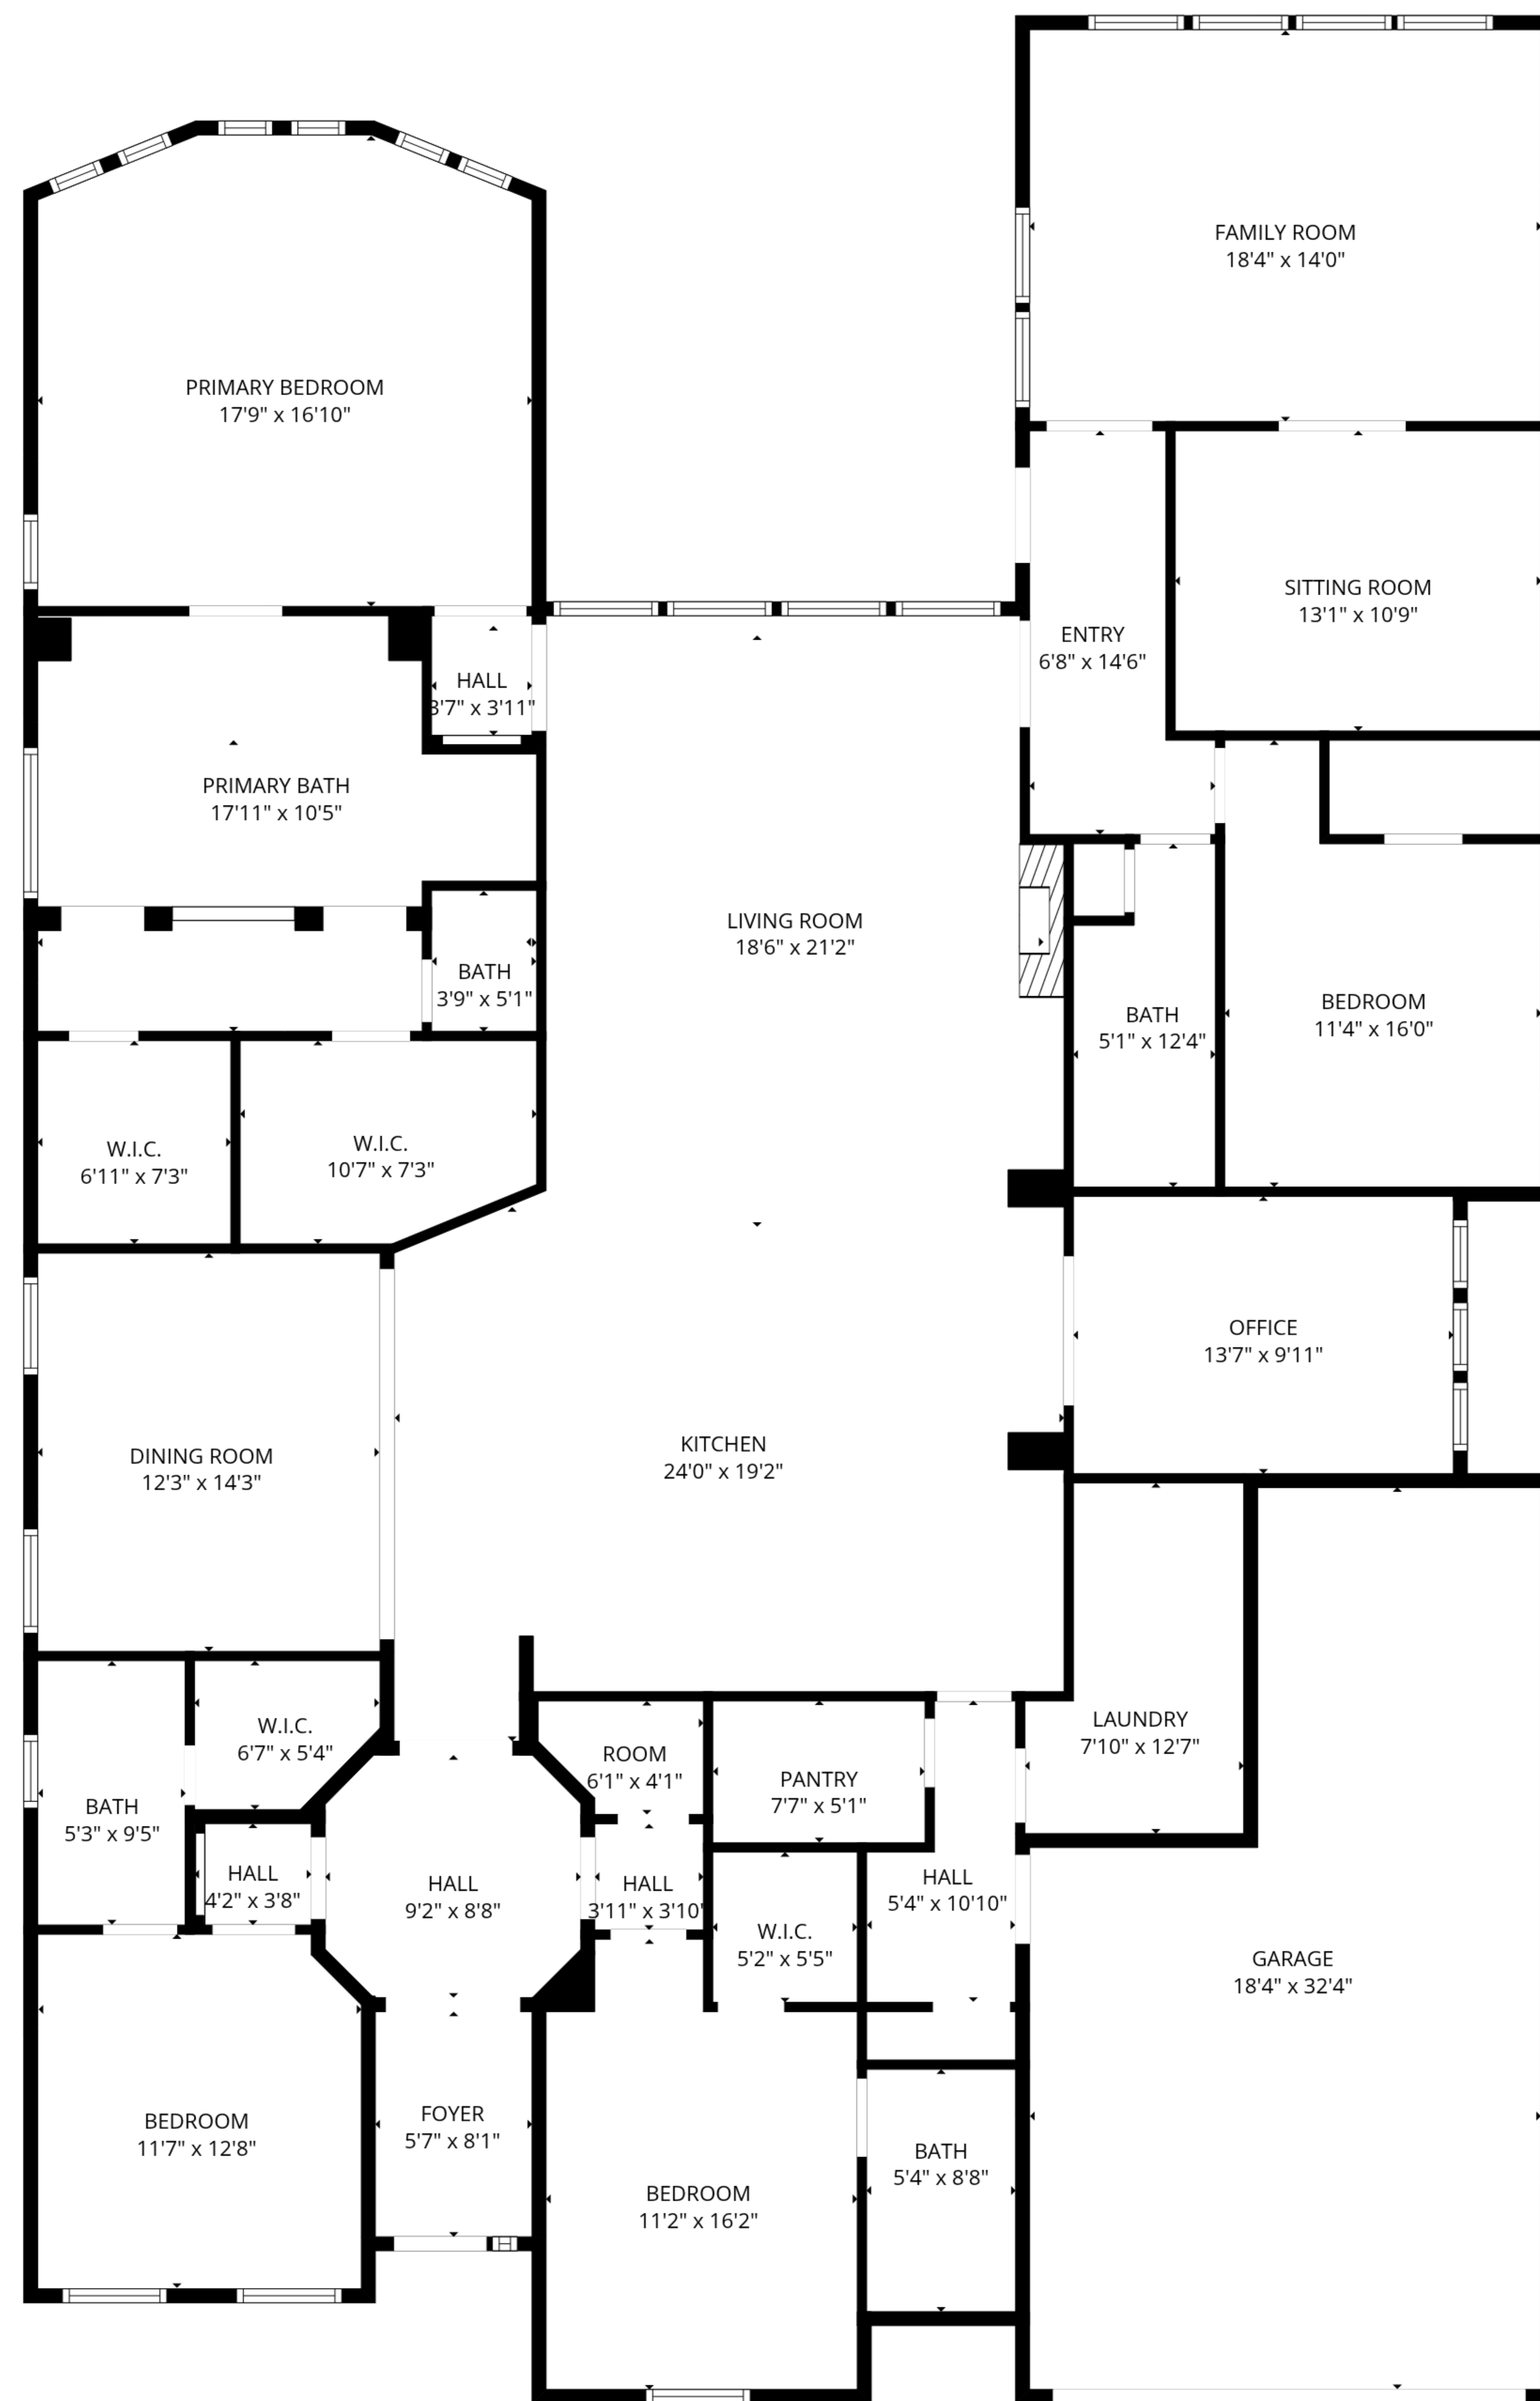 FAMILY ROOM
18'4" x 14'0"
PRIMARY BEDROOM
17'9" x 16'10"
SITTING ROOM
13'1" x 10'9"
ENTRY
6'8" x 14'6"
HALL
3'7" x 3'11"
PRIMARY BATH
17'11" x 10'5"
LIVING ROOM
18'6" x 21'2"
BATH
3'9" x 5'1"
BEDROOM
11'4" x 16'0"
BATH
5'1" x 12'4"
W.I.C.
6'11" x 7'3"
W.I.C.
10'7" x 7'3"
OFFICE
13'7" x 9'11"
KITCHEN
24'0" x 19'2"
DINING ROOM
12'3" x 14'3"
LAUNDRY
7'10" x 12'7"
W.I.C.
6'7" x 5'4"
ROOM
6'1" x 4'1"
PANTRY
7'7" x 5'1"
BATH
5'3" x 9'5"
HALL
4'2" x 3'8"
HALL
9'2" x 8'8"
HALL
3'11" x 3'10"
HALL
5'4" x 10'10"
W.I.C.
5'2" x 5'5"
GARAGE
18'4" x 32'4"
FOYER
5'7" x 8'1"
BEDROOM
11'7" x 12'8"
BATH
5'4" x 8'8"
BEDROOM
11'2" x 16'2"